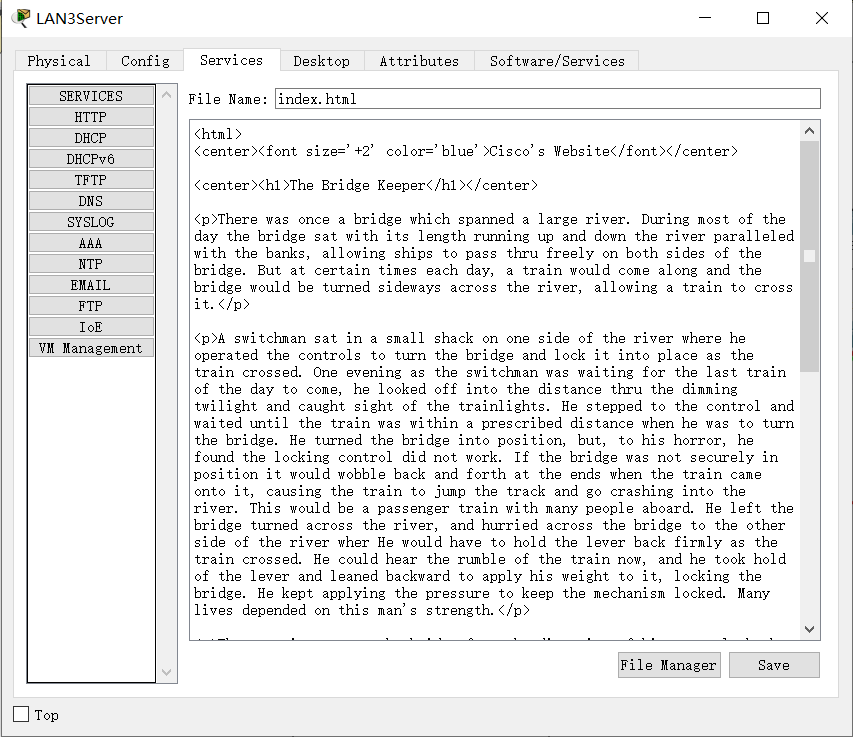 LAN3Server
Physical Config Services Desktop Attributes Software/Services
SERVICES
HTTP
DHCP
DHCPv6
TFTP
DNS
SYSLOG
AAA
NTP
EMAIL
FTP
IoE
VM Management
File Name: index.html
<html>
<center><font size='+2' color='blue'>Cisco's Website</font></center>
<center><h1>The Bridge Keeper</h1></center>
<p>There was once a bridge which spanned a large river. During most of the
day the bridge sat with its length running up and down the river paralleled
with the banks, allowing ships to pass thru freely on both sides of the
bridge. But at certain times each day, a train would come along and the
bridge would be turned sideways across the river, allowing a train to cross
it.</p>
<p>A switchman sat in a small shack on one side of the river where he
operated the controls to turn the bridge and lock it into place as the
train crossed. One evening as the switchman was waiting for the last train
of the day to come, he looked off into the distance thru the dimming
twilight and caught sight of the trainlights. He stepped to the control and
waited until the train was within a prescribed distance when he was to turn
the bridge. He turned the bridge into position, but, to his horror, he
found the locking control did not work. If the bridge was not securely in
position it would wobble back and forth at the ends when the train came
onto it, causing the train to jump the track and go crashing into the
river. This would be a passenger train with many people aboard. He left the
bridge turned across the river, and hurried across the bridge to the other
side of the river wher He would have to hold the lever back firmly as the
train crossed. He could hear the rumble of the train now, and he took hold
of the lever and leaned backward to apply his weight to it, locking the
bridge. He kept applying the pressure to keep the mechanism locked. Many
lives depended on this man's strength.</p>
File Manager Save
Top